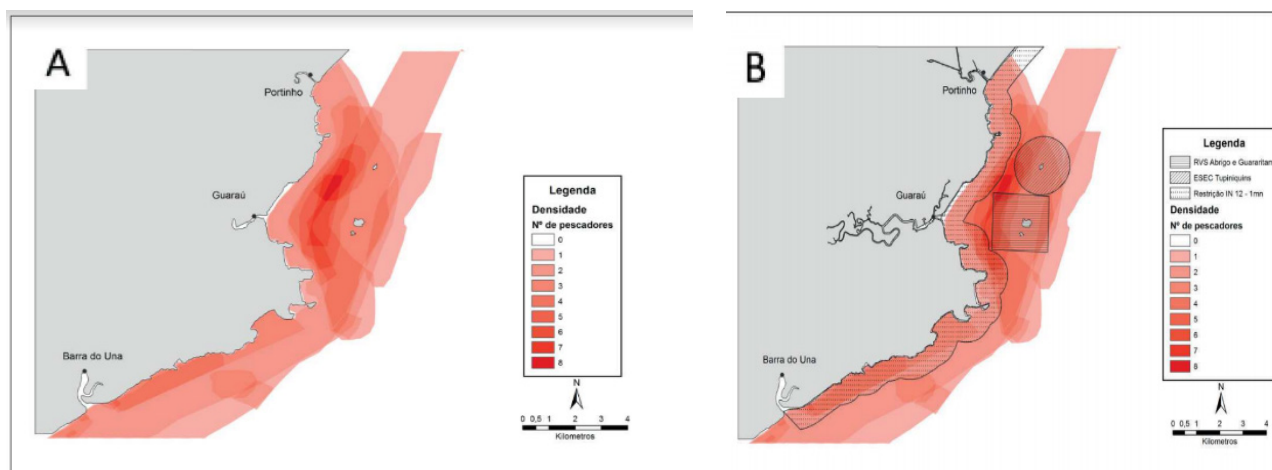 A
Portinho
Guaraú
Barra do Una
Legenda
Densidade
Nº de pescadores
0
1
2
3
4
5
6
7
8
N
0 0,5 1 2 3 4
Kilometros
B
Portinho
Guaraú
Barra do Una
Legenda
RVS Abrigo e Guararitama
ESEC Tupiniquins
Restrição IN 12 - 1mn
Densidade
Nº de pescadores
0
1
2
3
4
5
6
7
8
N
0 0,5 1 2 3 4
Kilometros